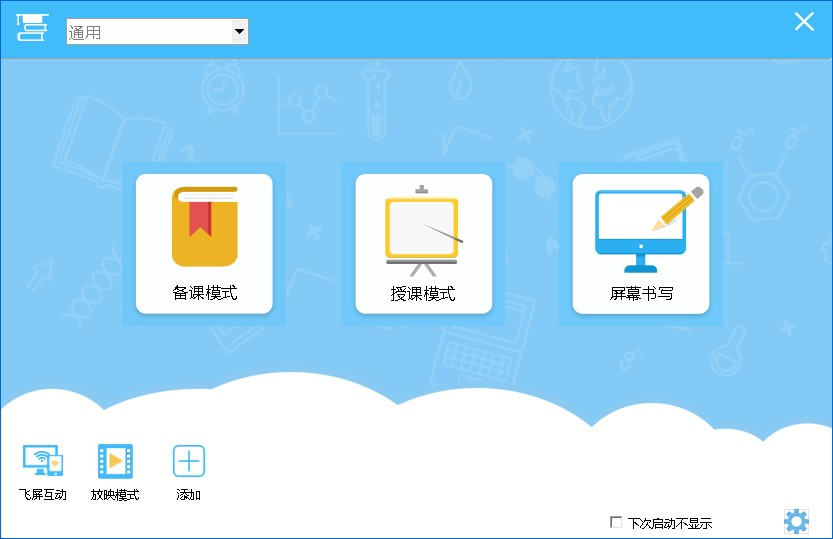 通用
备课模式
授课模式
屏幕书写
飞屏互动
放映模式
添加
下次启动不显示